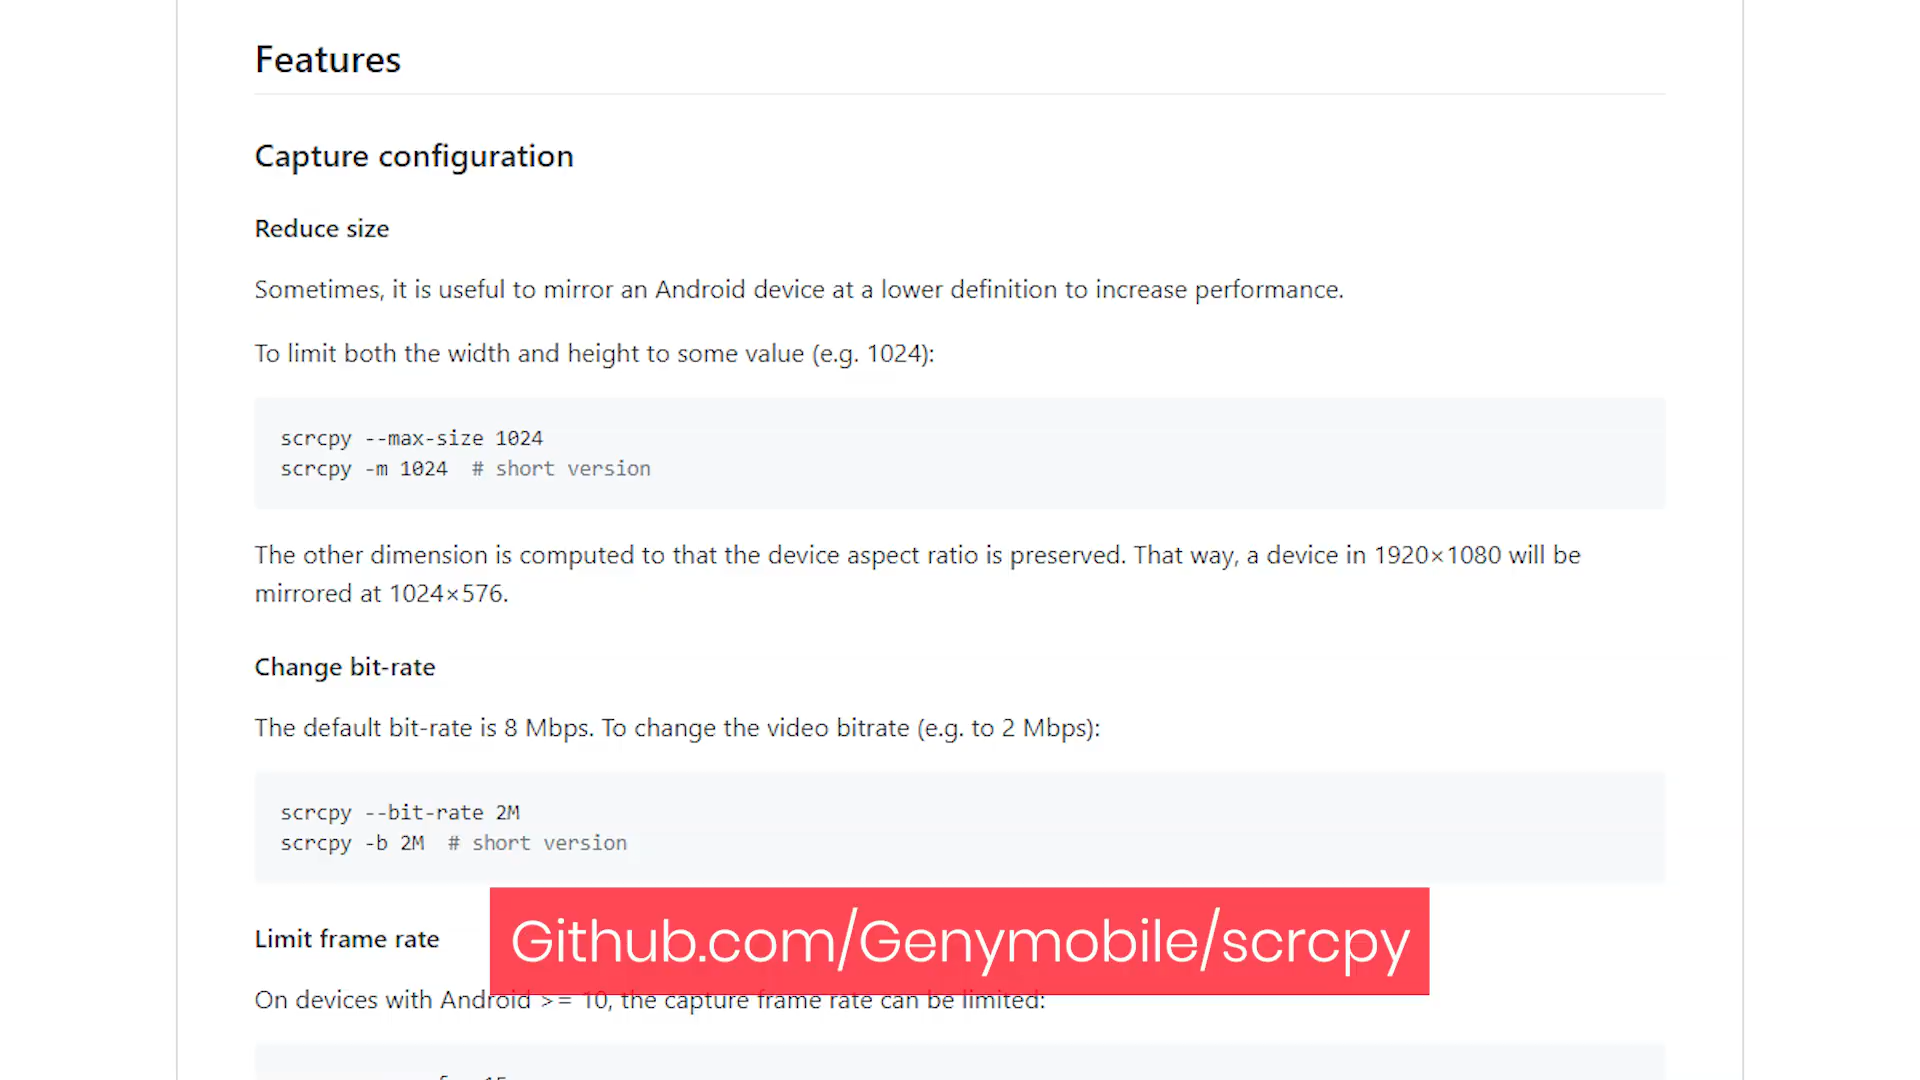 Features
Capture configuration
Reduce size
Sometimes, it is useful to mirror an Android device at a lower definition to increase performance.
To limit both the width and height to some value (e.g. 1024):
scrcpy --max-size 1024
scrcpy -m 1024  # short version
The other dimension is computed to that the device aspect ratio is preserved. That way, a device in 1920×1080 will be
mirrored at 1024×576.
Change bit-rate
The default bit-rate is 8 Mbps. To change the video bitrate (e.g. to 2 Mbps):
scrcpy --bit-rate 2M
scrcpy -b 2M  # short version
Limit frame rate
Github.com/Genymobile/scrcpy
On devices with Android >= 10, the capture frame rate can be limited: